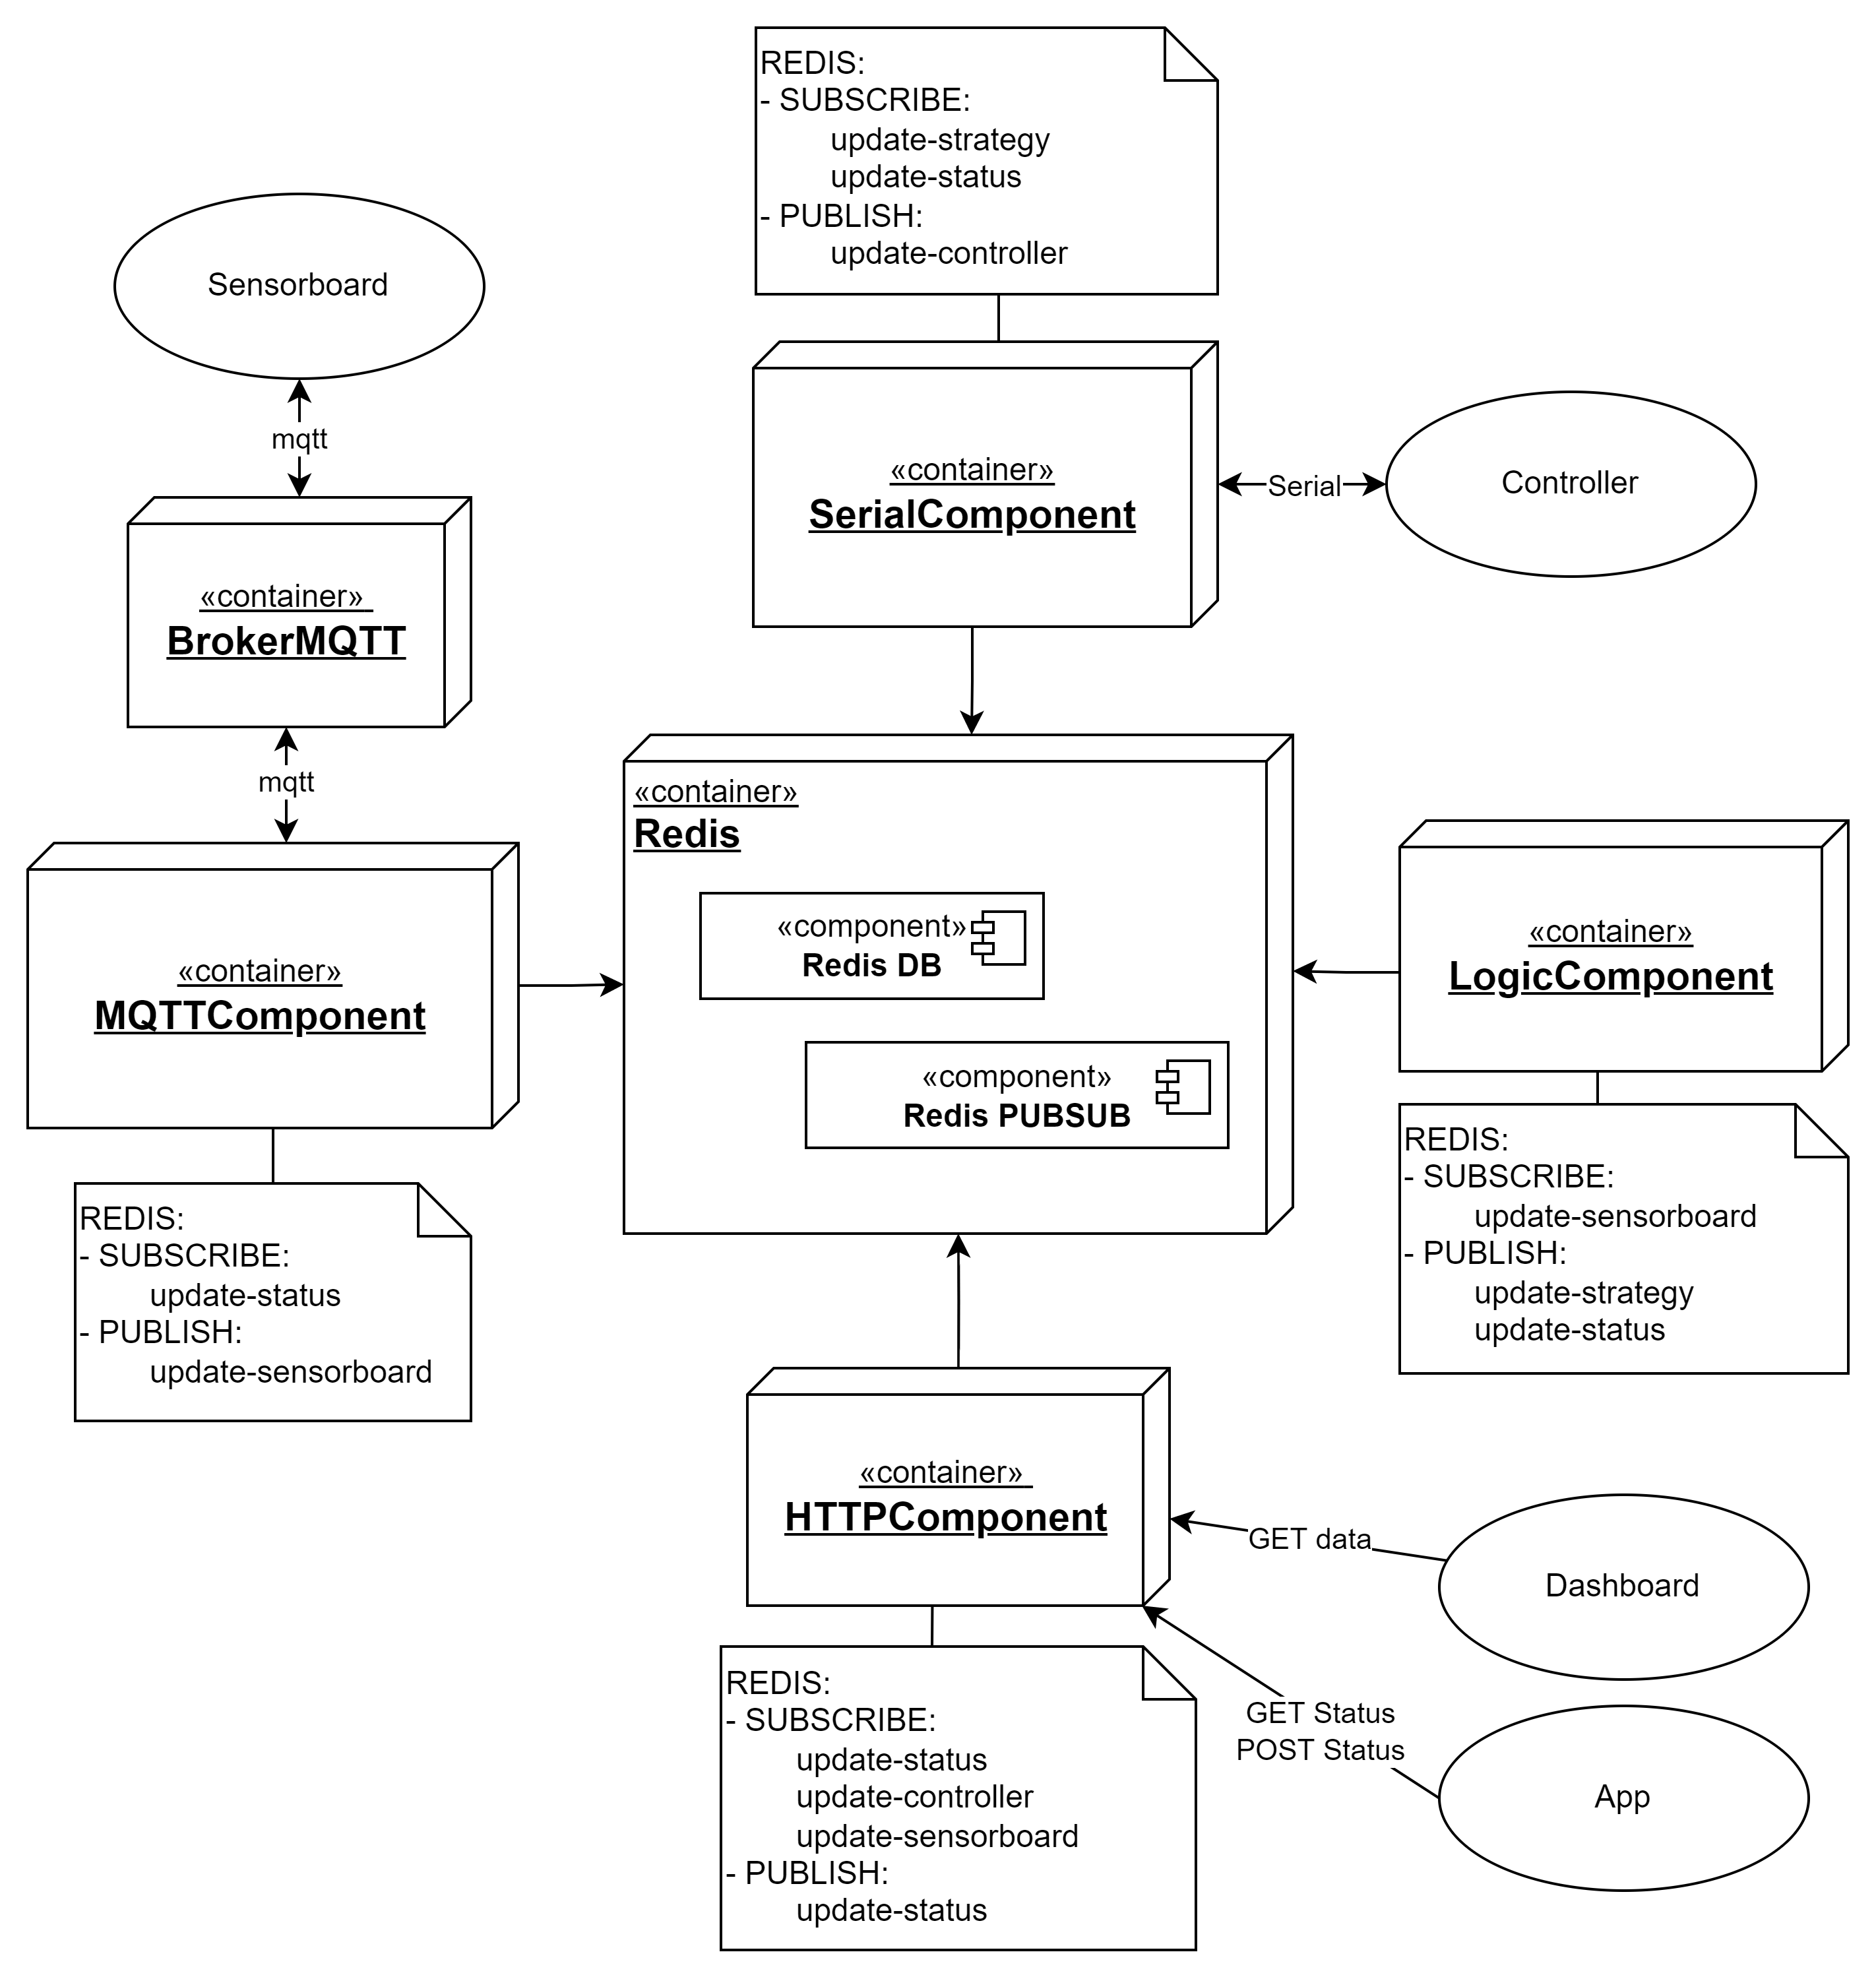 REDIS:
- SUBSCRIBE:
update-strategy
update-status
- PUBLISH:
update-controller
Sensorboard
mqtt
«container»
SerialComponent
Serial
Controller
«container»
BrokerMQTT
mqtt
«container»
Redis
«component»
Redis DB
«component»
Redis PUBSUB
«container»
MQTTComponent
REDIS:
- SUBSCRIBE:
update-status
- PUBLISH:
update-sensorboard
«container»
LogicComponent
REDIS:
- SUBSCRIBE:
update-sensorboard
- PUBLISH:
update-strategy
update-status
«container»
HTTPComponent
GET data
Dashboard
GET Status
POST Status
App
REDIS:
- SUBSCRIBE:
update-status
update-controller
update-sensorboard
- PUBLISH:
update-status